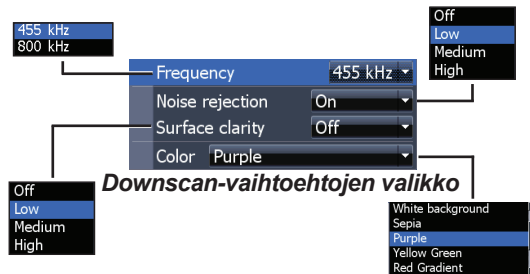 455 kHz
800 kHz
Off
Low
Medium
High
Frequency 455 kHz
Noise rejection On
Surface clarity Off
Color Purple
Downscan-vaihtoehtojen valikko
Off
Low
Medium
High
White background
Sepia
Purple
Yellow Green
Red Gradient